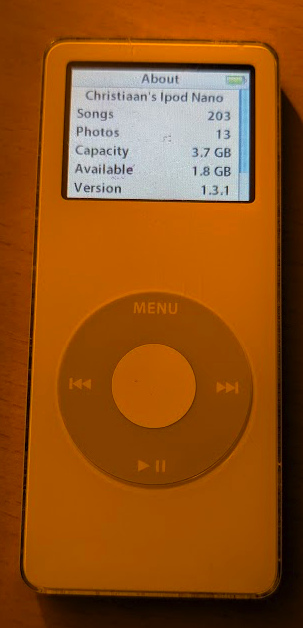 About
Christiaan's Ipod Nano
Songs 203
Photos 13
Capacity 3.7 GB
Available 1.8 GB
Version 1.3.1
MENU